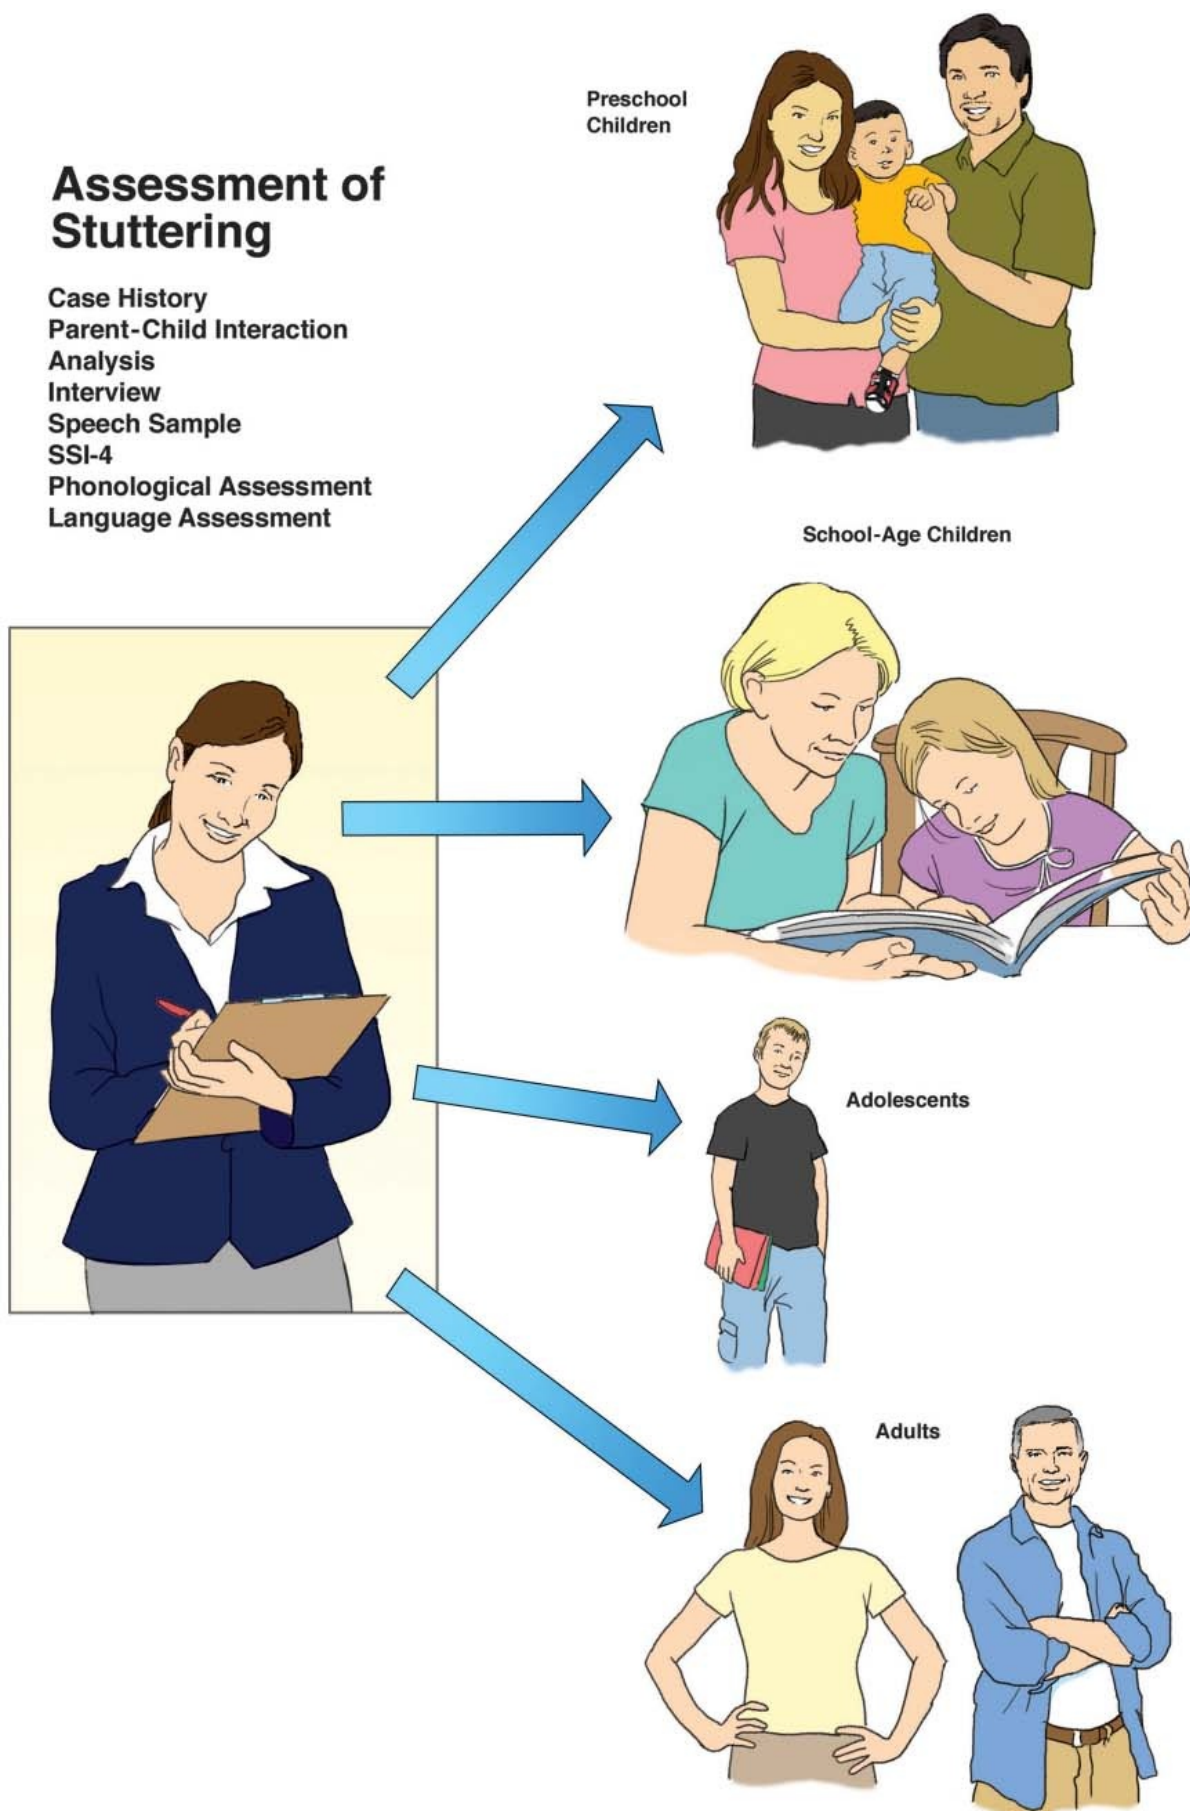 Assessment of
Stuttering
Case History
Parent-Child Interaction
Analysis
Interview
Speech Sample
SSI-4
Phonological Assessment
Language Assessment
Preschool
Children
School-Age Children
Adolescents
Adults